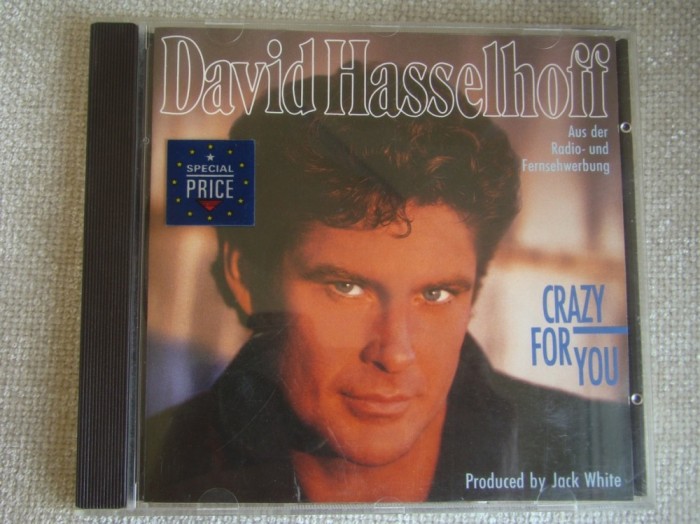 David Hasselhoff
Aus der
Radio- und
Fernsehwerbung
SPECIAL
PRICE
CRAZY
FOR
YOU
Produced by Jack White